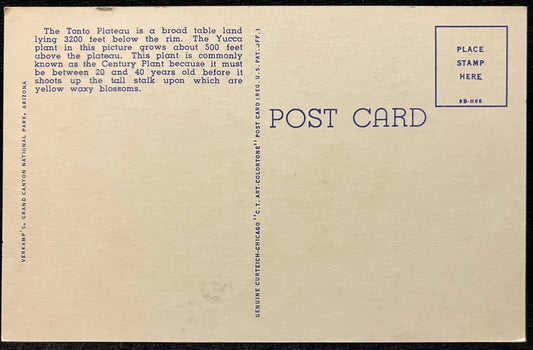 The Tonto Plateau is a broad table land
lying 3200 feet below the rim. The Yucca
plant in this picture grows about 500 feet
above the plateau. This plant is commonly
known as the Century Plant because it must
be between 20 and 40 years old before it
shoots up the tall stalk upon which are
yellow waxy blossoms.
VERKAMP'S, GRAND CANYON NATIONAL PARK, ARIZONA
GENUINE CURTEICH-CHICAGO "C.T. ART-COLORTONE" POST CARD (REG. U.S. PAT. OFF.)
POST CARD
PLACE
STAMP
HERE
8B-H66